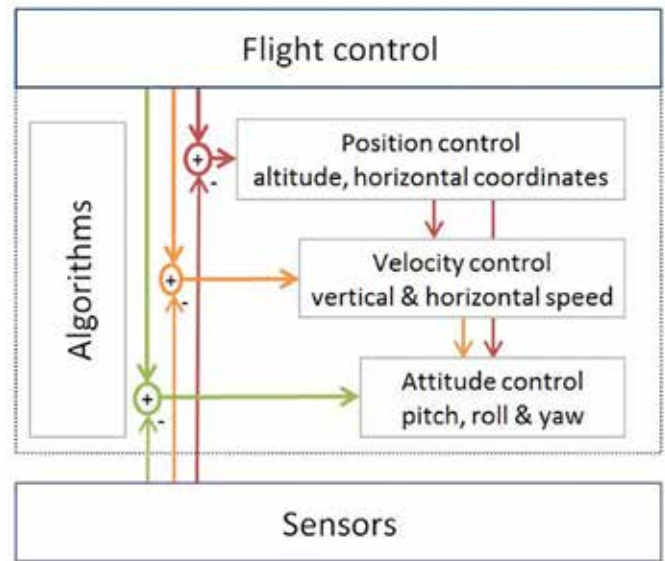 Flight control
Algorithms
+
-
Position control
altitude, horizontal coordinates
+
-
Velocity control
vertical & horizontal speed
+
-
Attitude control
pitch, roll & yaw
Sensors